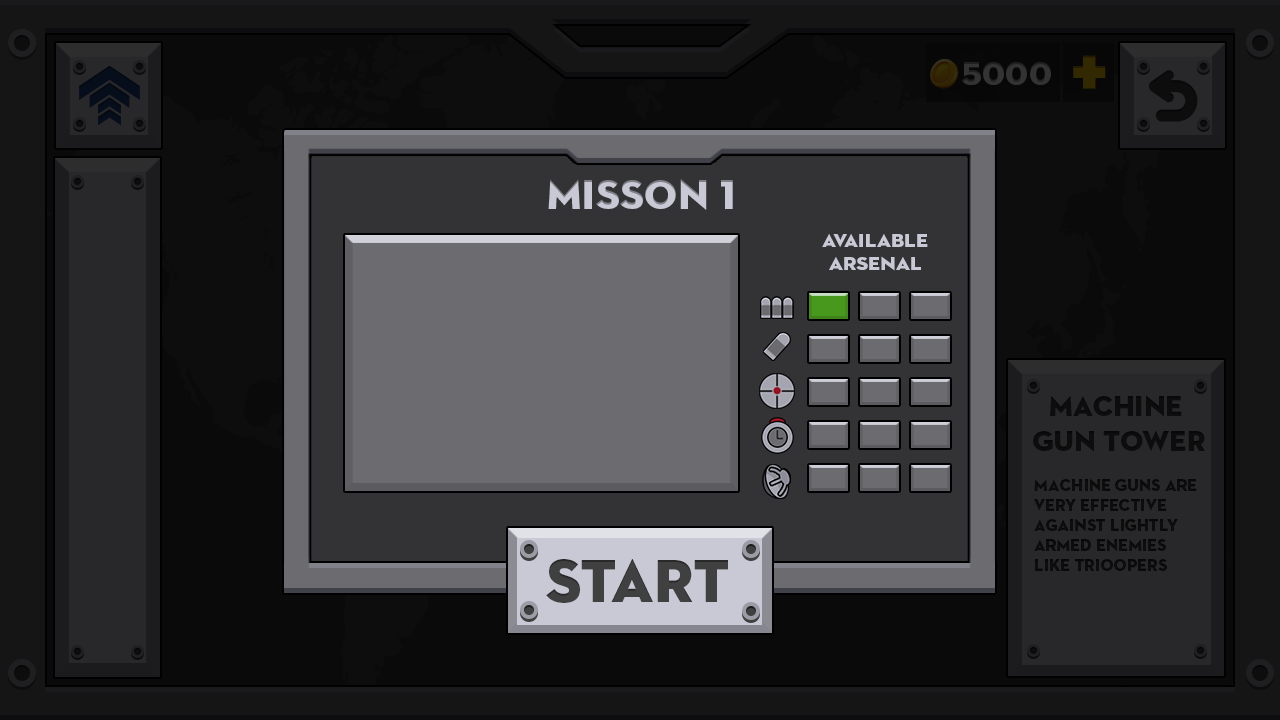 5000
MISSON 1
AVAILABLE
ARSENAL
MACHINE
GUN TOWER
MACHINE GUNS ARE
VERY EFFECTIVE
AGAINST LIGHTLY
ARMED ENEMIES
LIKE TRIOOPERS
START